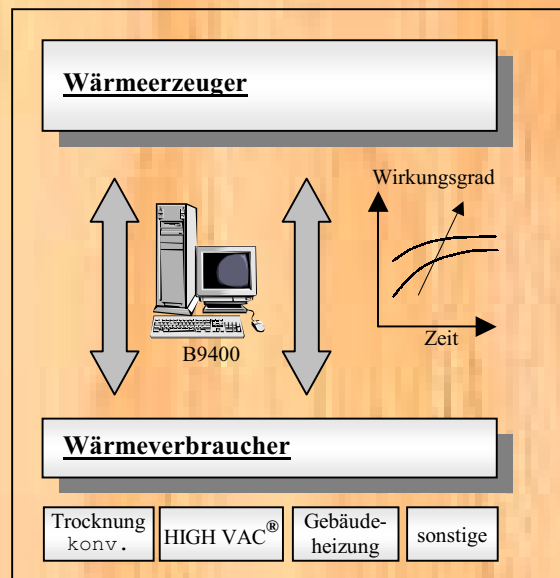 Wärmeerzeuger
Wirkungsgrad
B9400
Zeit
Wärmeverbraucher
Trocknung
konv.
HIGH VAC®
Gebäude-
heizung
sonstige